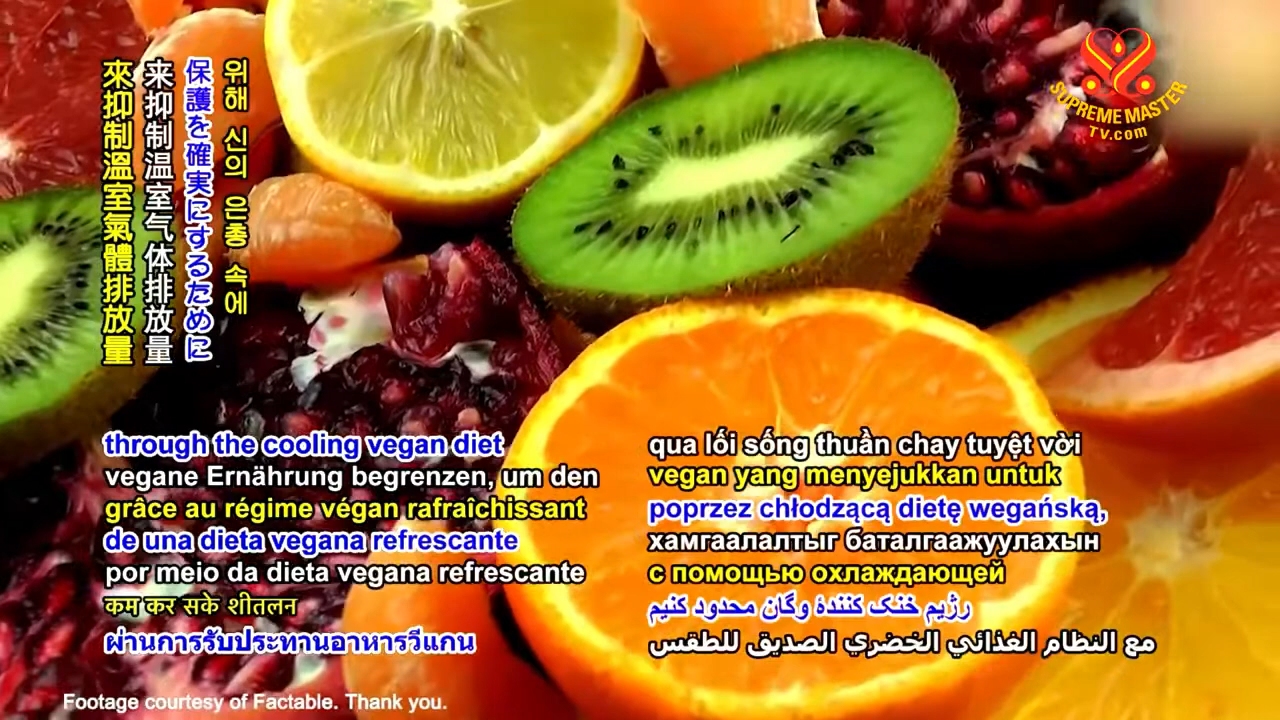 來抑制溫室氣體排放量
来抑制温室气体排放量
保護を確実にするために
위해 신의 은총 속에
SUPREME MASTER
TV.com
through the cooling vegan diet
vegane Ernährung begrenzen, um den
grâce au régime végan rafraîchissant
de una dieta vegana refrescante
por meio da dieta vegana refrescante
कम कर सके शीतलन
ผ่านการรับประทานอาหารวีแกน
qua lối sống thuần chay tuyệt vời
vegan yang menyejukkan untuk
poprzez chłodzącą dietę wegańską,
хамгаалалтыг баталгаажуулахын
с помощью охлаждающей
رژیم خنک کنندهٔ وگان محدود کنیم
مع النظام الغذائي الخضري الصديق للطقس
Footage courtesy of Factable. Thank you.